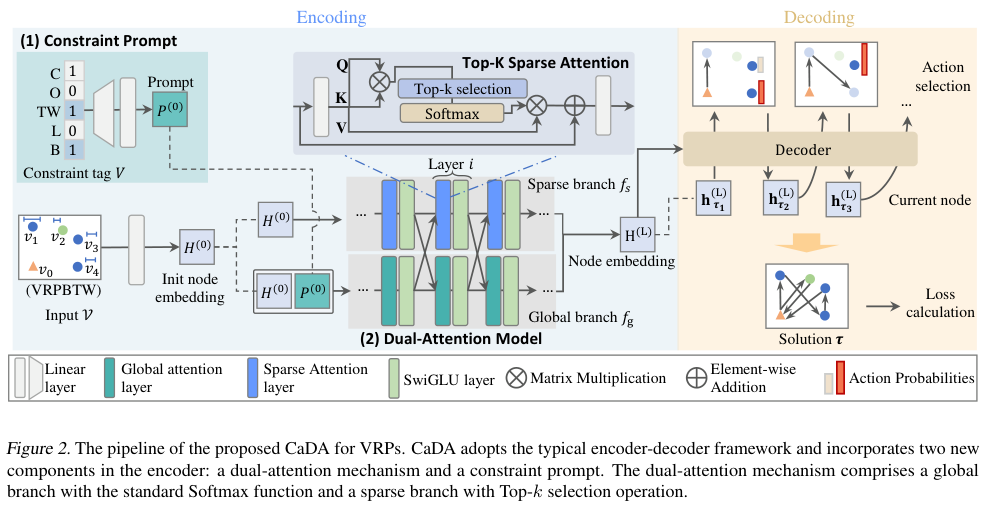 Encoding
Decoding
(1) Constraint Prompt
C 1
O 0
TW 1
L 0
B 1
Prompt
P(0)
Constraint tag V
Top-K Sparse Attention
Q
K
V
Top-k selection
Softmax
Layer i
Sparse branch fs
...
...
...
...
Global branch fg
(2) Dual-Attention Model
v1
v2
v3
v4
v0
(VRPBTW)
Input 𝒱
H(0)
Init node
embedding
H(0)
H(0) P(0)
H(L)
Node embedding
Action
selection
...
Decoder
h(L)τ1
h(L)τ2
h(L)τ3
Current node
Solution τ
Loss
calculation
Linear
layer
Global attention
layer
Sparse Attention
layer
SwiGLU layer
Matrix Multiplication
Element-wise
Addition
Action Probabilities
Figure 2. The pipeline of the proposed CaDA for VRPs. CaDA adopts the typical encoder-decoder framework and incorporates two new
components in the encoder: a dual-attention mechanism and a constraint prompt. The dual-attention mechanism comprises a global
branch with the standard Softmax function and a sparse branch with Top-k selection operation.